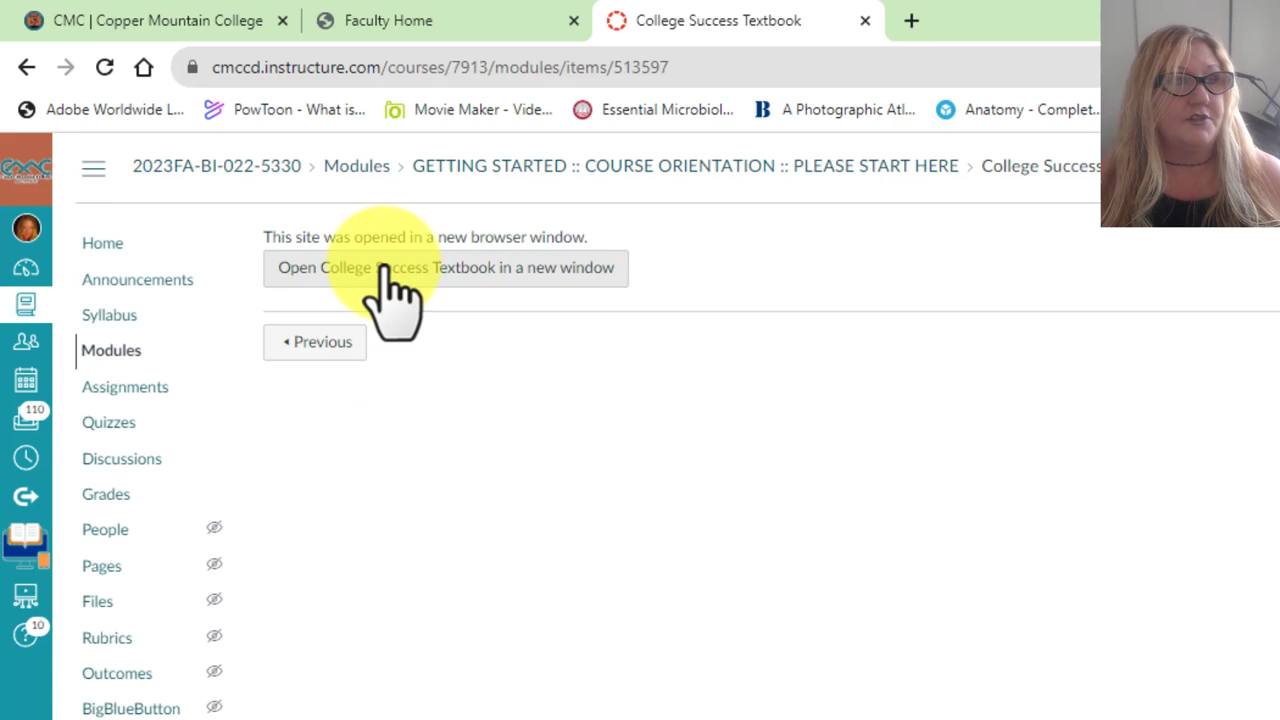 CMC | Copper Mountain College
Faculty Home
College Success Textbook
cmccd.instructure.com/courses/7913/modules/items/513597
Adobe Worldwide L...
PowToon - What is...
Movie Maker - Vide...
Essential Microbiol...
A Photographic Atl...
Anatomy - Complet...
CMC
2023FA-BI-022-5330 › Modules › GETTING STARTED :: COURSE ORIENTATION :: PLEASE START HERE › College Success
Home
Announcements
Syllabus
Modules
Assignments
Quizzes
Discussions
Grades
People
Pages
Files
Rubrics
Outcomes
BigBlueButton
110
10
This site was opened in a new browser window.
Open College Success Textbook in a new window
Previous